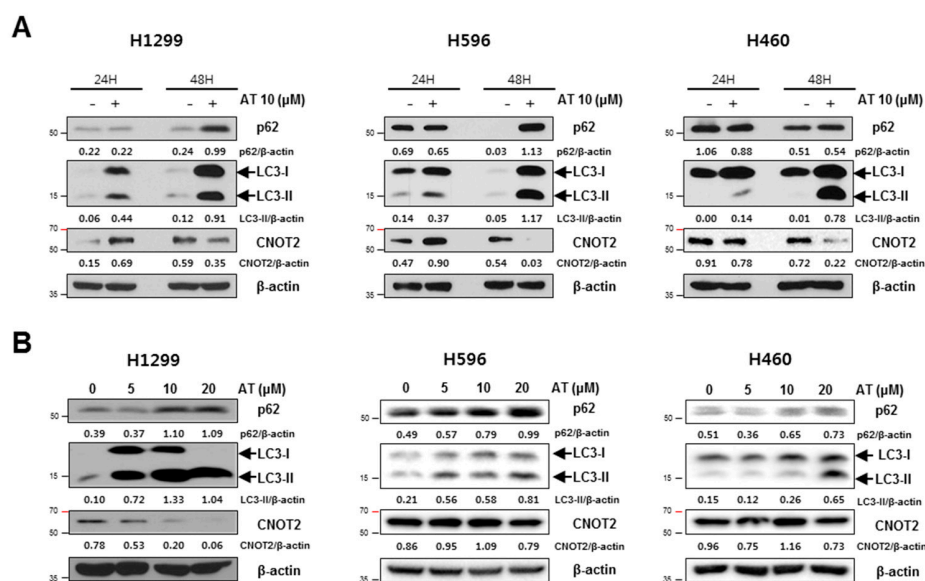 A
H1299
24H 48H
- + - + AT 10 (μM)
50 p62
0.22 0.22 0.24 0.99 p62/β-actin
LC3-I
15 LC3-II
0.06 0.44 0.12 0.91 LC3-II/β-actin
70
50 CNOT2
0.15 0.69 0.59 0.35 CNOT2/β-actin
35 β-actin
H596
24H 48H
- + - + AT 10 (μM)
50 p62
0.69 0.65 0.03 1.13 p62/β-actin
LC3-I
15 LC3-II
0.14 0.37 0.05 1.17 LC3-II/β-actin
70
50 CNOT2
0.47 0.90 0.54 0.03 CNOT2/β-actin
35 β-actin
H460
24H 48H
- + - + AT 10 (μM)
50 p62
1.06 0.88 0.51 0.54 p62/β-actin
LC3-I
15 LC3-II
0.00 0.14 0.01 0.78 LC3-II/β-actin
70
50 CNOT2
0.91 0.78 0.72 0.22 CNOT2/β-actin
35 β-actin
B
H1299
0 5 10 20 AT (μM)
50 p62
0.39 0.37 1.10 1.09 p62/β-actin
LC3-I
15 LC3-II
0.10 0.72 1.33 1.04 LC3-II/β-actin
70
50 CNOT2
0.78 0.53 0.20 0.06 CNOT2/β-actin
35 β-actin
H596
0 5 10 20 AT (μM)
50 p62
0.49 0.57 0.79 0.99 p62/β-actin
LC3-I
15 LC3-II
0.21 0.56 0.58 0.81 LC3-II/β-actin
70
50 CNOT2
0.86 0.95 1.09 0.79 CNOT2/β-actin
35 β-actin
H460
0 5 10 20 AT (μM)
50 p62
0.51 0.36 0.65 0.73 p62/β-actin
LC3-I
15 LC3-II
0.15 0.12 0.26 0.65 LC3-II/β-actin
70
50 CNOT2
0.96 0.75 1.16 0.73 CNOT2/β-actin
35 β-actin